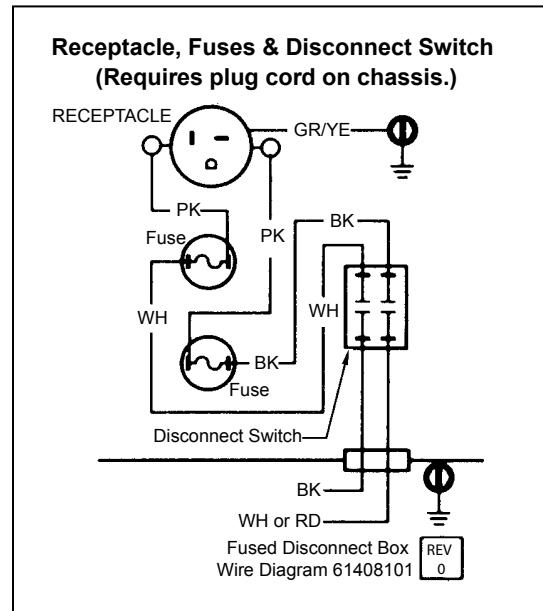 Receptacle, Fuses & Disconnect Switch
(Requires plug cord on chassis.)
RECEPTACLE
GR/YE
PK
PK
BK
Fuse
WH
WH
BK
Fuse
Disconnect Switch
BK
WH or RD
Fused Disconnect Box
Wire Diagram 61408101
REV
0